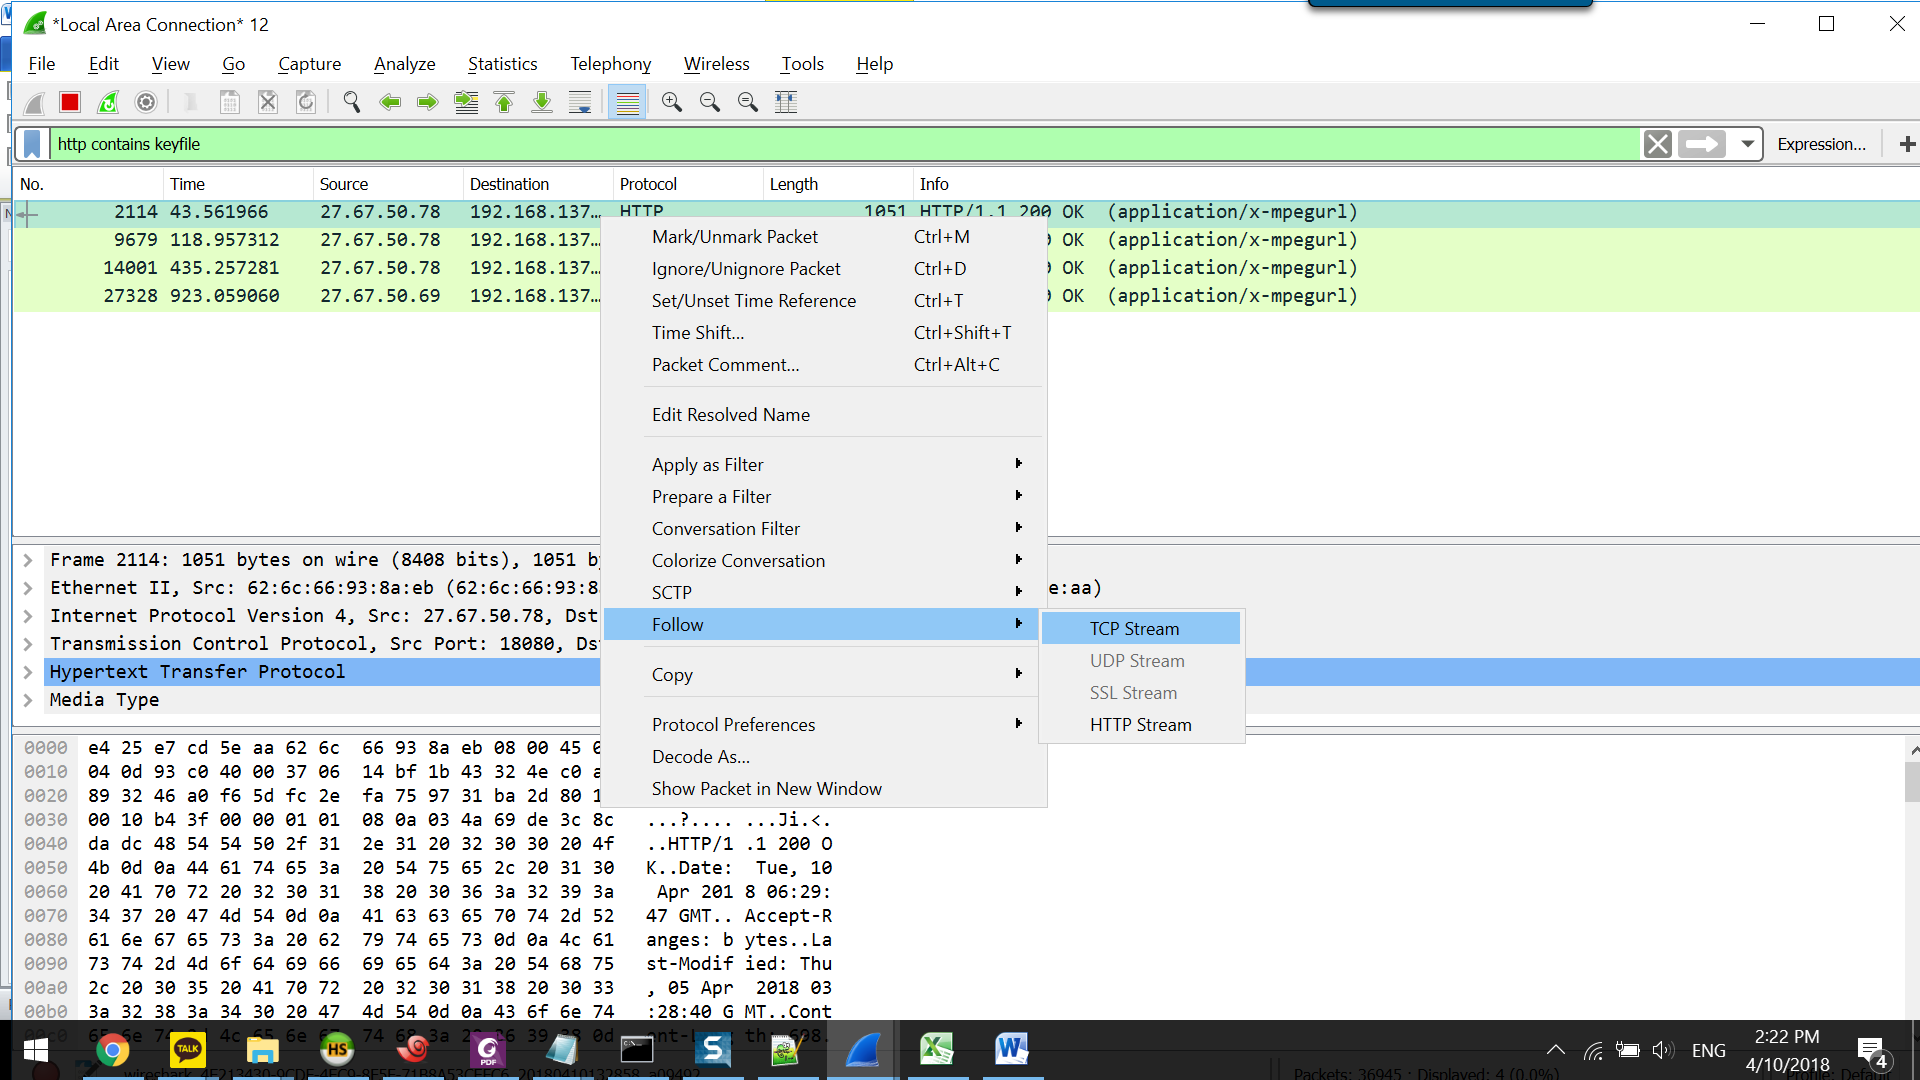 *Local Area Connection* 12
File Edit View Go Capture Analyze Statistics Telephony Wireless Tools Help
http contains keyfile
Expression...
No. Time Source Destination Protocol Length Info
2114 43.561966 27.67.50.78 192.168.137... HTTP 1051 HTTP/1.1 200 OK (application/x-mpegurl)
9679 118.957312 27.67.50.78 192.168.137... OK (application/x-mpegurl)
14001 435.257281 27.67.50.78 192.168.137... OK (application/x-mpegurl)
27328 923.059060 27.67.50.69 192.168.137... OK (application/x-mpegurl)
Mark/Unmark Packet Ctrl+M
Ignore/Unignore Packet Ctrl+D
Set/Unset Time Reference Ctrl+T
Time Shift... Ctrl+Shift+T
Packet Comment... Ctrl+Alt+C
Edit Resolved Name
Apply as Filter
Prepare a Filter
Conversation Filter
Colorize Conversation
SCTP
Follow
Copy
Protocol Preferences
Decode As...
Show Packet in New Window
TCP Stream
UDP Stream
SSL Stream
HTTP Stream
Frame 2114: 1051 bytes on wire (8408 bits), 1051 b
Ethernet II, Src: 62:6c:66:93:8a:eb (62:6c:66:93:8 e:aa)
Internet Protocol Version 4, Src: 27.67.50.78, Dst
Transmission Control Protocol, Src Port: 18080, Ds
Hypertext Transfer Protocol
Media Type
0000 e4 25 e7 cd 5e aa 62 6c 66 93 8a eb 08 00 45 0
0010 04 0d 93 c0 40 00 37 06 14 bf 1b 43 32 4e c0 a
0020 89 32 46 a0 f6 5d fc 2e fa 75 97 31 ba 2d 80 1
0030 00 10 b4 3f 00 00 01 01 08 0a 03 4a 69 de 3c 8c ...?.... ...Ji.<.
0040 da dc 48 54 54 50 2f 31 2e 31 20 32 30 30 20 4f ..HTTP/1 .1 200 O
0050 4b 0d 0a 44 61 74 65 3a 20 54 75 65 2c 20 31 30 K..Date: Tue, 10
0060 20 41 70 72 20 32 30 31 38 20 30 36 3a 32 39 3a Apr 201 8 06:29:
0070 34 37 20 47 4d 54 0d 0a 41 63 63 65 70 74 2d 52 47 GMT.. Accept-R
0080 61 6e 67 65 73 3a 20 62 79 74 65 73 0d 0a 4c 61 anges: b ytes..La
0090 73 74 2d 4d 6f 64 69 66 69 65 64 3a 20 54 68 75 st-Modif ied: Thu
00a0 2c 20 30 35 20 41 70 72 20 32 30 31 38 20 30 33 , 05 Apr 2018 03
00b0 3a 32 38 3a 34 30 20 47 4d 54 0d 0a 43 6f 6e 74 :28:40 G MT..Cont
TALK
HS
PDF
ENG
2:22 PM
4/10/2018
4
Packets: 36945 · Displayed: 4 (0.0%)